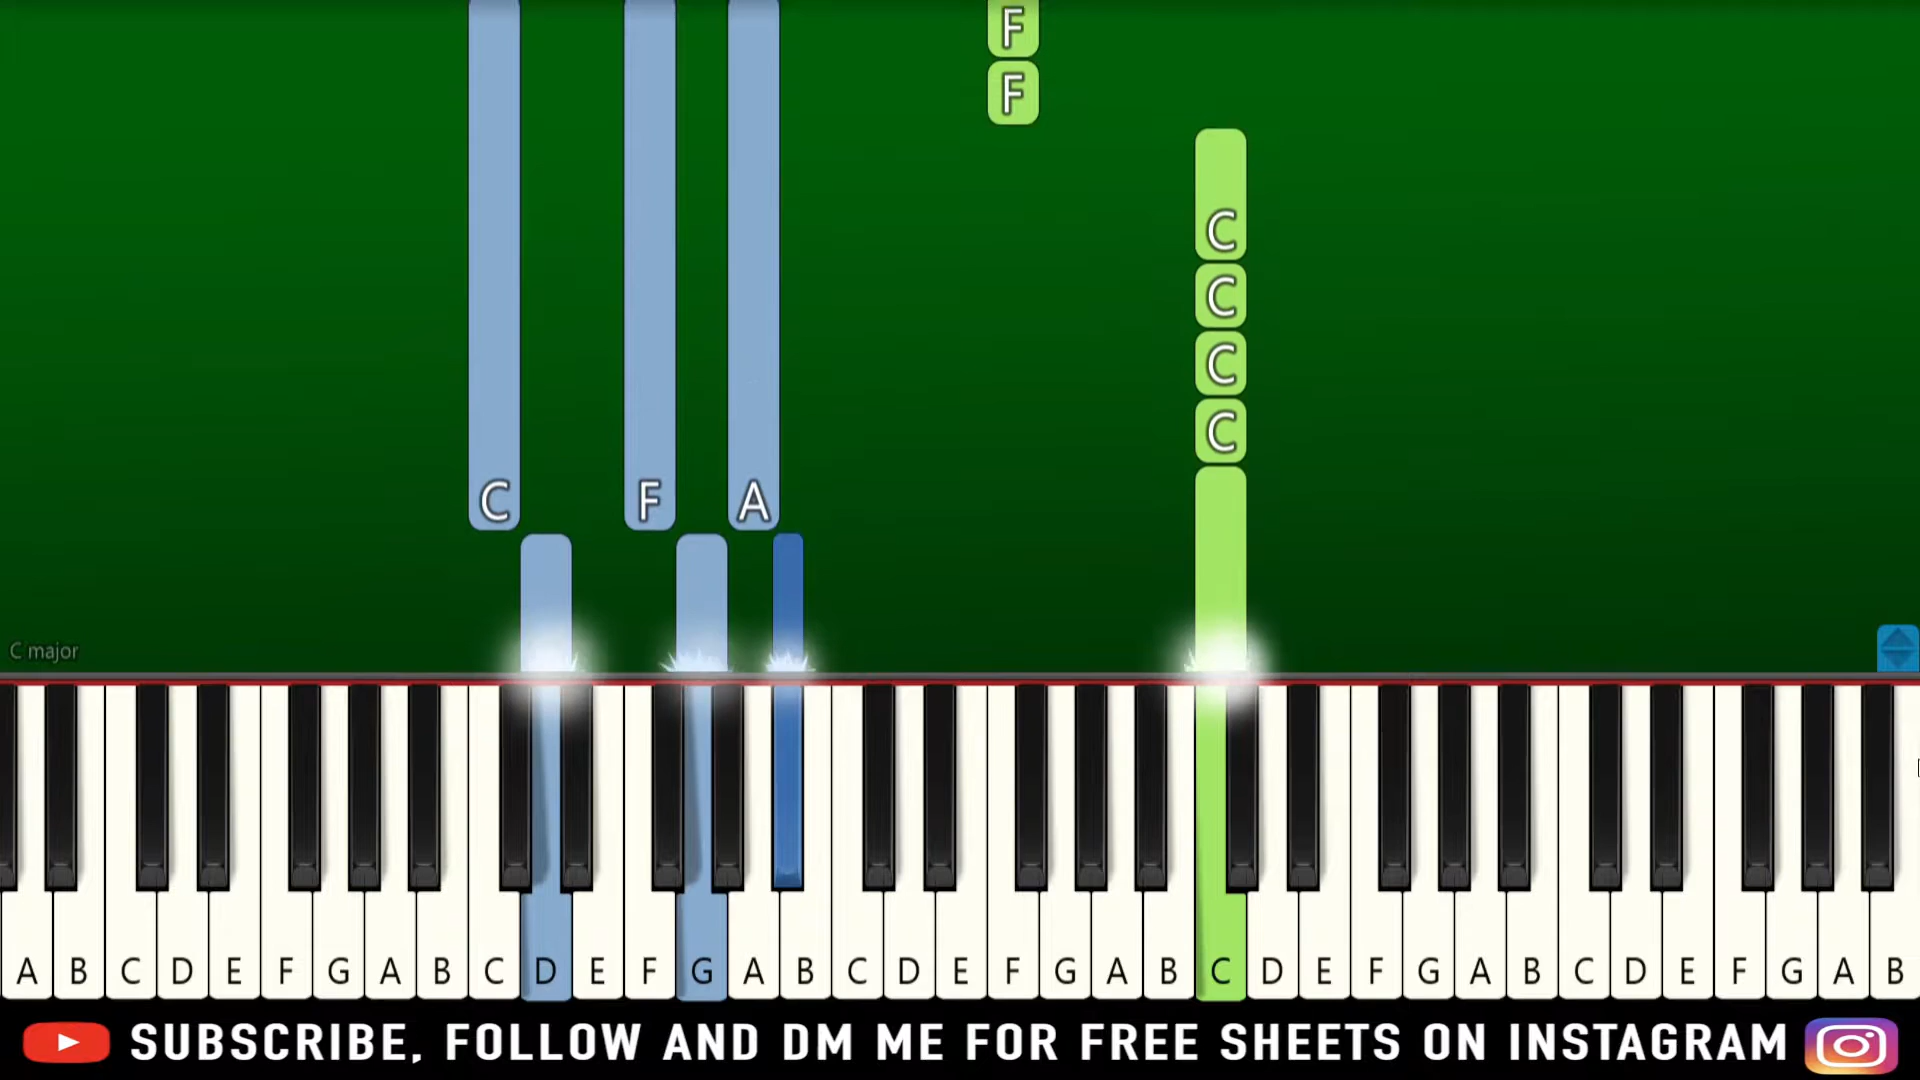 F
F
C
C
C
C
C F A
C major
A B C D E F G A B C D E F G A B C D E F G A B C D E F G A B C D E F G A B
SUBSCRIBE, FOLLOW AND DM ME FOR FREE SHEETS ON INSTAGRAM